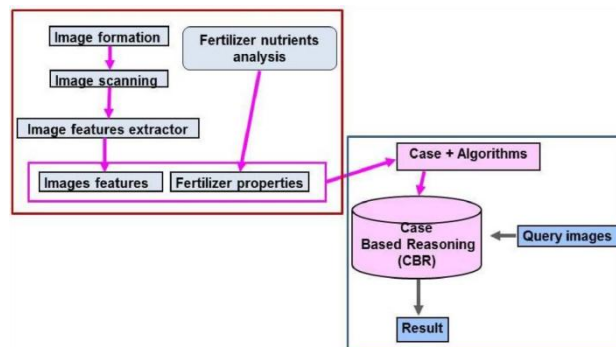 Image formation
Image scanning
Image features extractor
Fertilizer nutrients
analysis
Images features
Fertilizer properties
Case + Algorithms
Case
Based Reasoning
(CBR)
Query images
Result